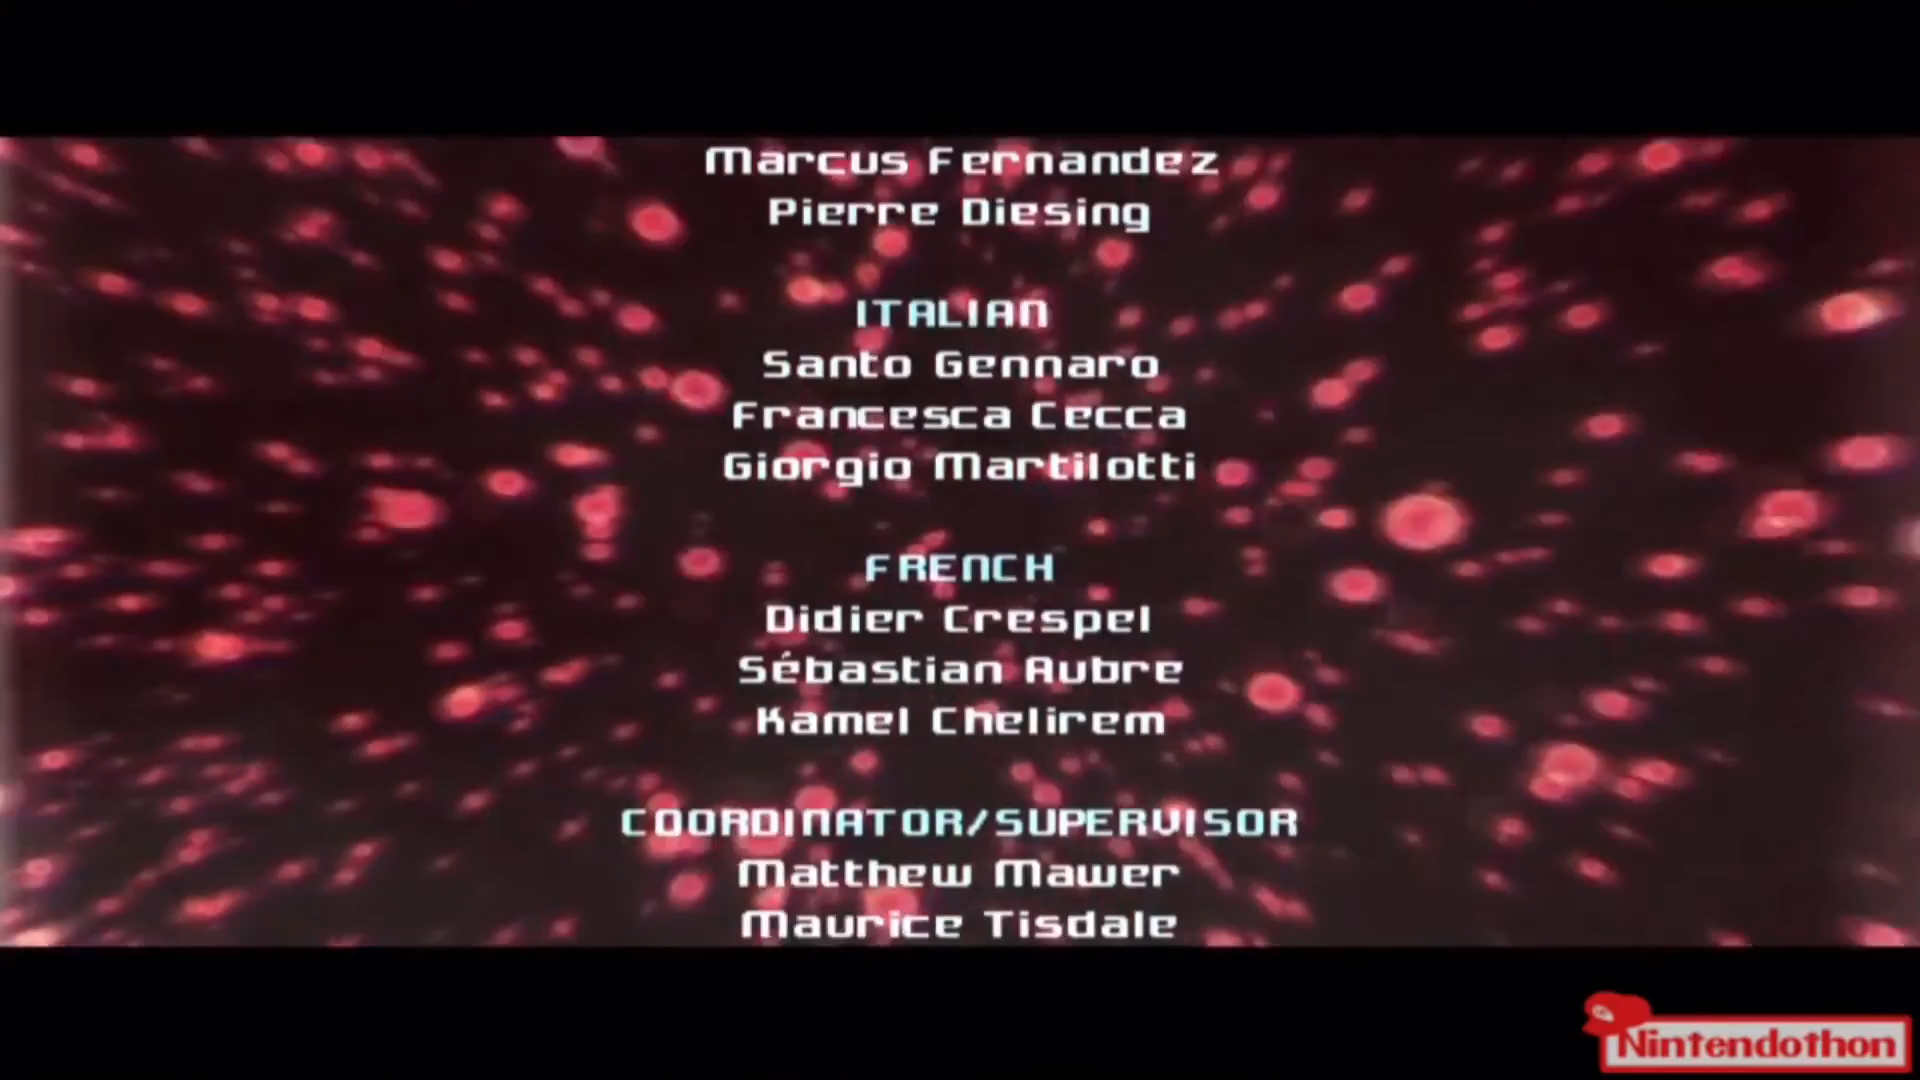 Marcus Fernandez
Pierre Diesing
ITALIAN
Santo Gennaro
Francesca Cecca
Giorgio Martilotti
FRENCH
Didier Crespel
Sébastian Aubre
Kamel Chelirem
COORDINATOR/SUPERVISOR
Matthew Mawer
Maurice Tisdale
Nintendothon